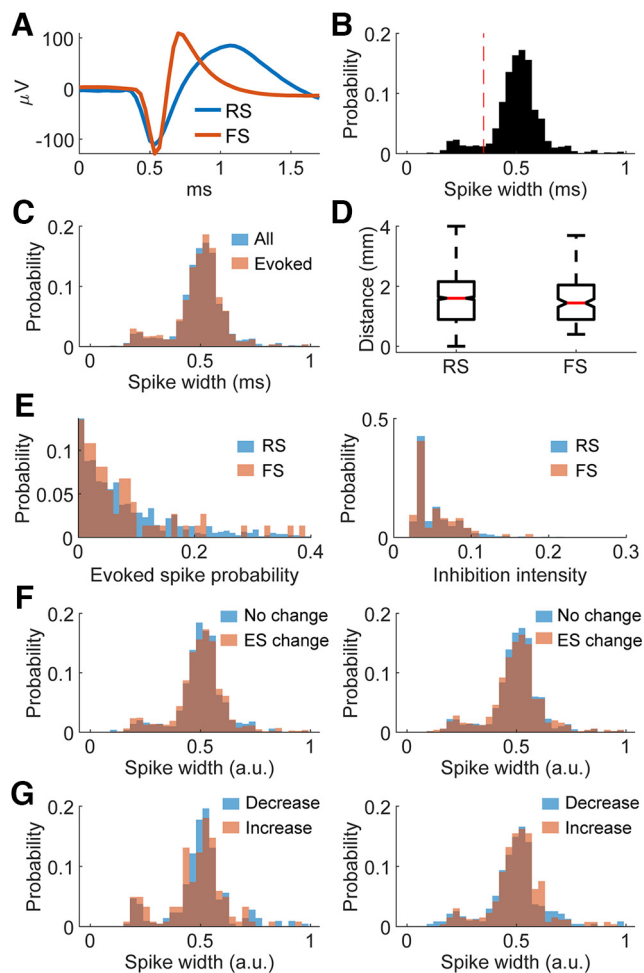 A
100
0
-100
μV
RS
FS
0
0.5
1
1.5
ms
B
0.2
0.1
0
Probability
0
0.5
1
Spike width (ms)
C
0.2
0.1
0
Probability
All
Evoked
0
0.5
1
Spike width (ms)
D
4
2
0
Distance (mm)
RS
FS
E
0.1
0.05
0
Probability
RS
FS
0
0.2
0.4
Evoked spike probability
0.5
0
Probability
RS
FS
0
0.1
0.2
0.3
Inhibition intensity
F
0.2
0.1
0
Probability
No change
ES change
0
0.5
1
Spike width (a.u.)
0.2
0.1
0
Probability
No change
ES change
0
0.5
1
Spike width (a.u.)
G
0.2
0.1
0
Probability
Decrease
Increase
0
0.5
1
Spike width (a.u.)
0.2
0.1
0
Probability
Decrease
Increase
0
0.5
1
Spike width (a.u.)